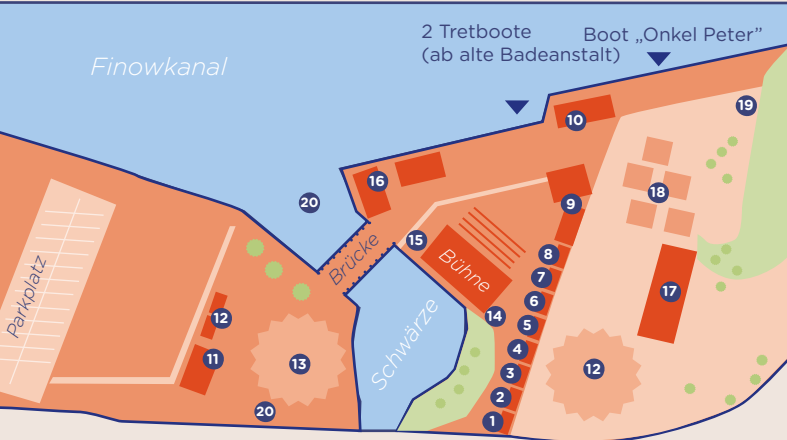 2 Tretboote
(ab alte Badeanstalt)
Boot „Onkel Peter”
Finowkanal
19
10
16
18
20
9
15
Brücke
Bühne
8
7
Parkplatz
17
6
12
14
5
Schwärze
4
11
13
3
12
2
20
1